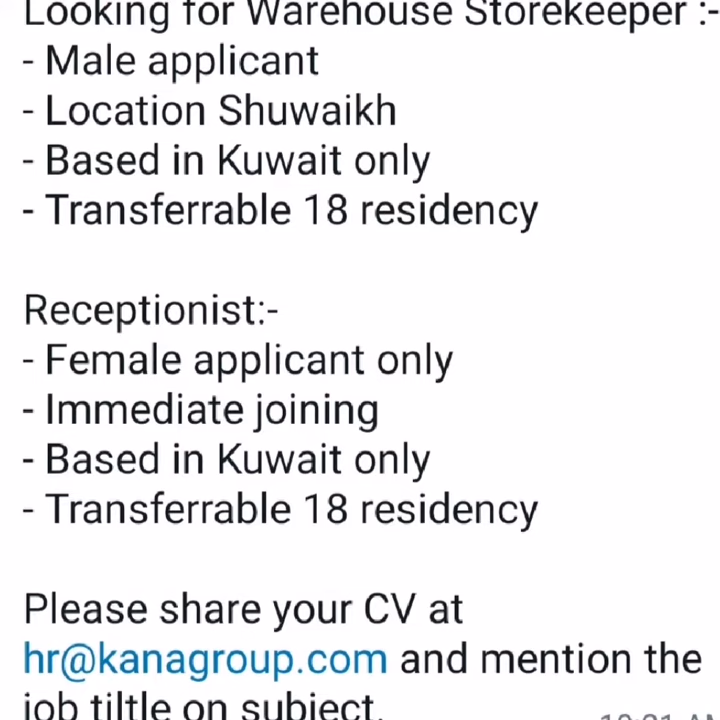 Looking for Warehouse Storekeeper :-
- Male applicant
- Location Shuwaikh
- Based in Kuwait only
- Transferrable 18 residency
Receptionist:-
- Female applicant only
- Immediate joining
- Based in Kuwait only
- Transferrable 18 residency
Please share your CV at
hr@kanagroup.com and mention the
job tiltle on subject.